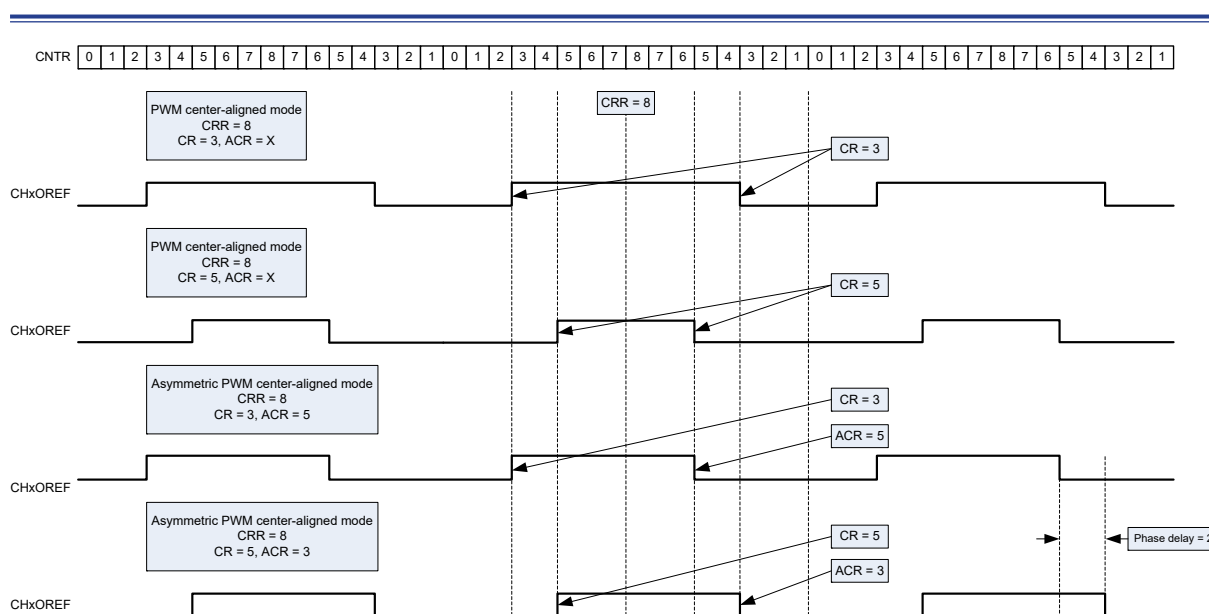 CNTR 0 1 2 3 4 5 6 7 8 7 6 5 4 3 2 1 0 1 2 3 4 5 6 7 8 7 6 5 4 3 2 1 0 1 2 3 4 5 6 7 8 7 6 5 4 3 2 1
PWM center-aligned mode
CRR = 8
CR = 3, ACR = X
CRR = 8
CR = 3
CHxOREF
PWM center-aligned mode
CRR = 8
CR = 5, ACR = X
CR = 5
CHxOREF
Asymmetric PWM center-aligned mode
CRR = 8
CR = 3, ACR = 5
CR = 3
ACR = 5
CHxOREF
Asymmetric PWM center-aligned mode
CRR = 8
CR = 5, ACR = 3
CR = 5
Phase delay = 2
ACR = 3
CHxOREF